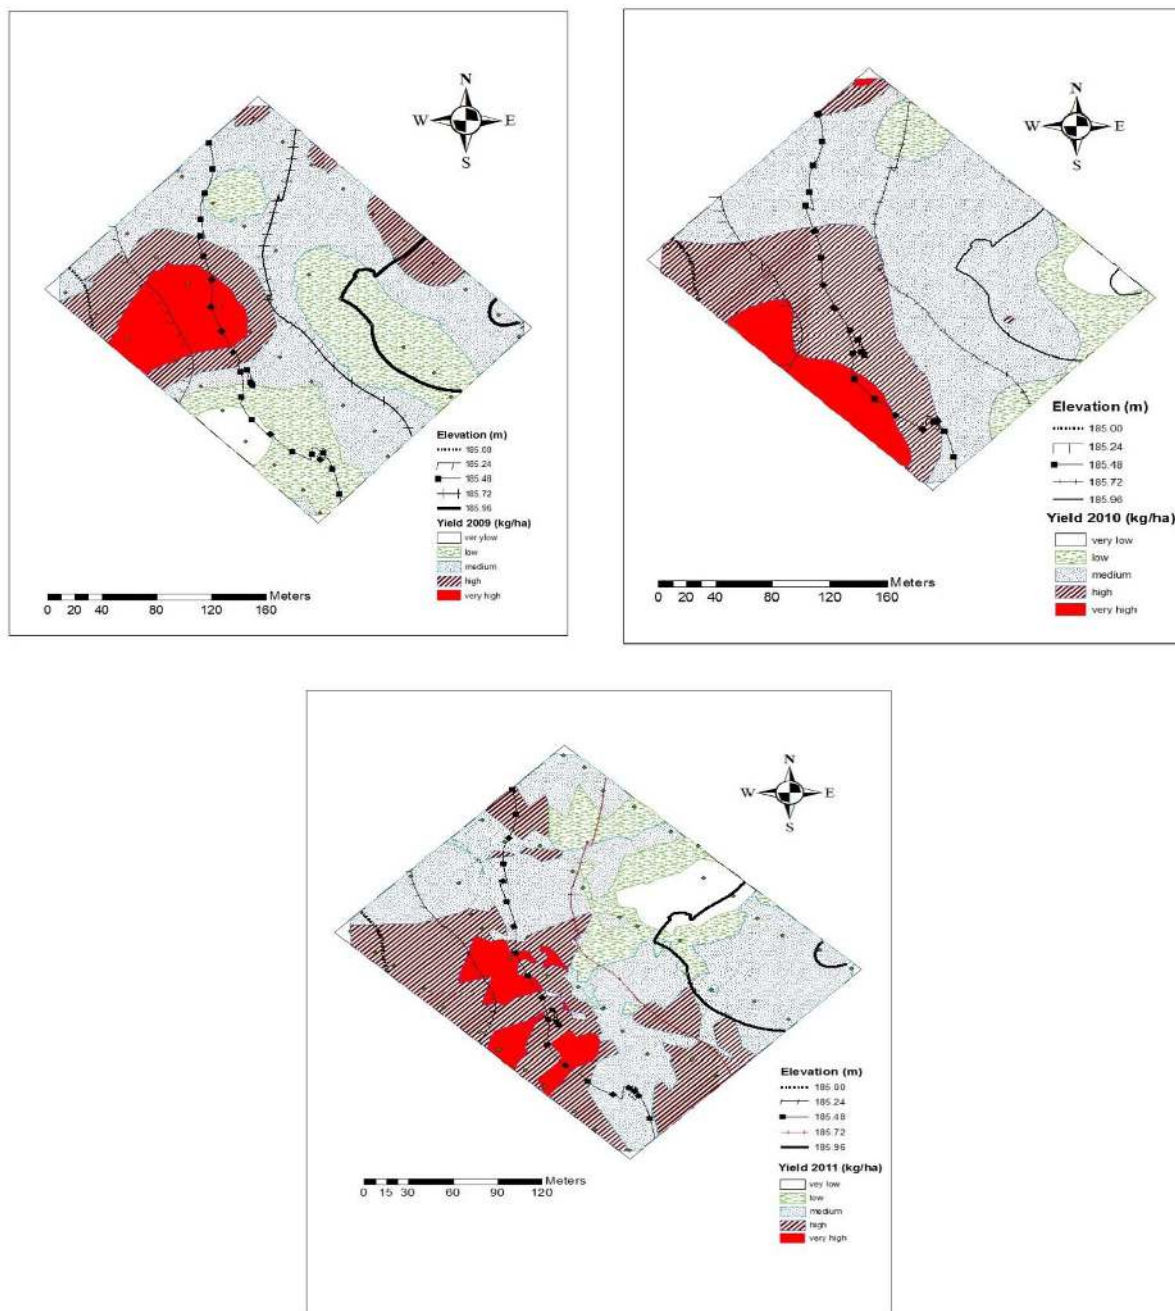 N
W E
S
Elevation (m)
185.00
185.24
185.48
185.72
185.96
Yield 2009 (kg/ha)
very low
low
medium
high
very high
Meters
0 20 40 80 120 160
N
W E
S
Elevation (m)
185.00
185.24
185.48
185.72
185.96
Yield 2010 (kg/ha)
very low
low
medium
high
very high
Meters
0 20 40 80 120 160
N
W E
S
Elevation (m)
185.00
185.24
185.48
185.72
185.96
Yield 2011 (kg/ha)
vey low
low
medium
high
very high
Meters
0 15 30 60 90 120